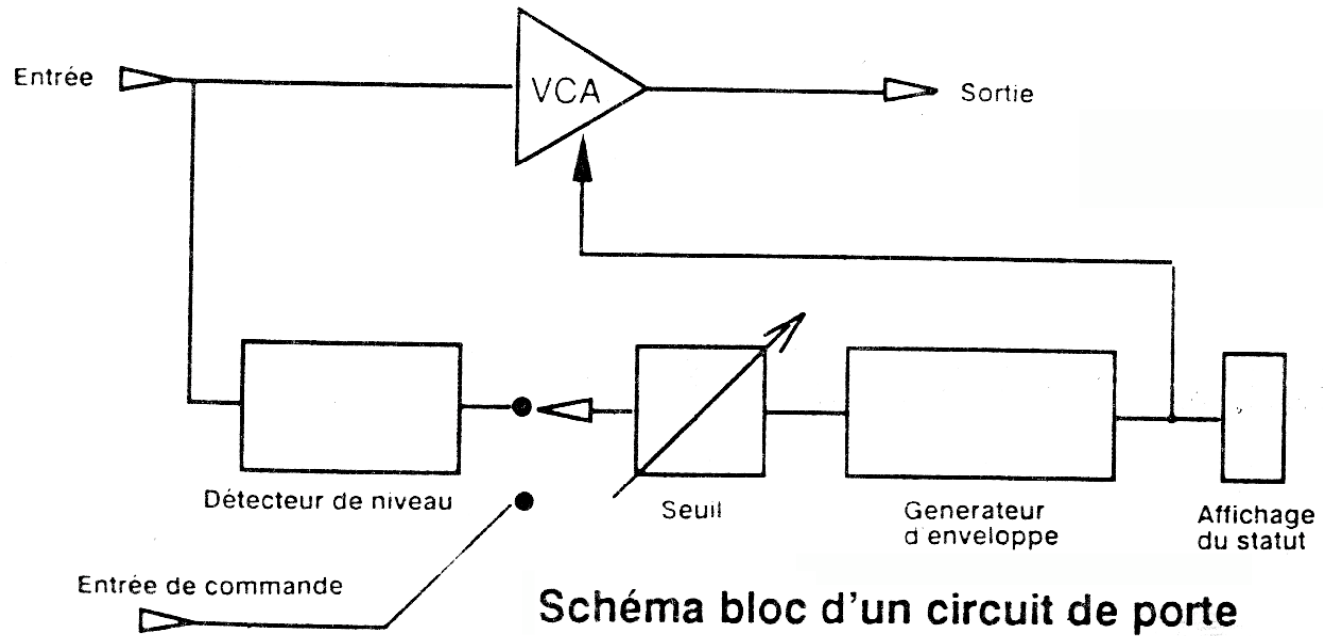 Entrée
VCA
Sortie
Détecteur de niveau
Seuil
Generateur
d'enveloppe
Affichage
du statut
Entrée de commande
Schéma bloc d'un circuit de porte